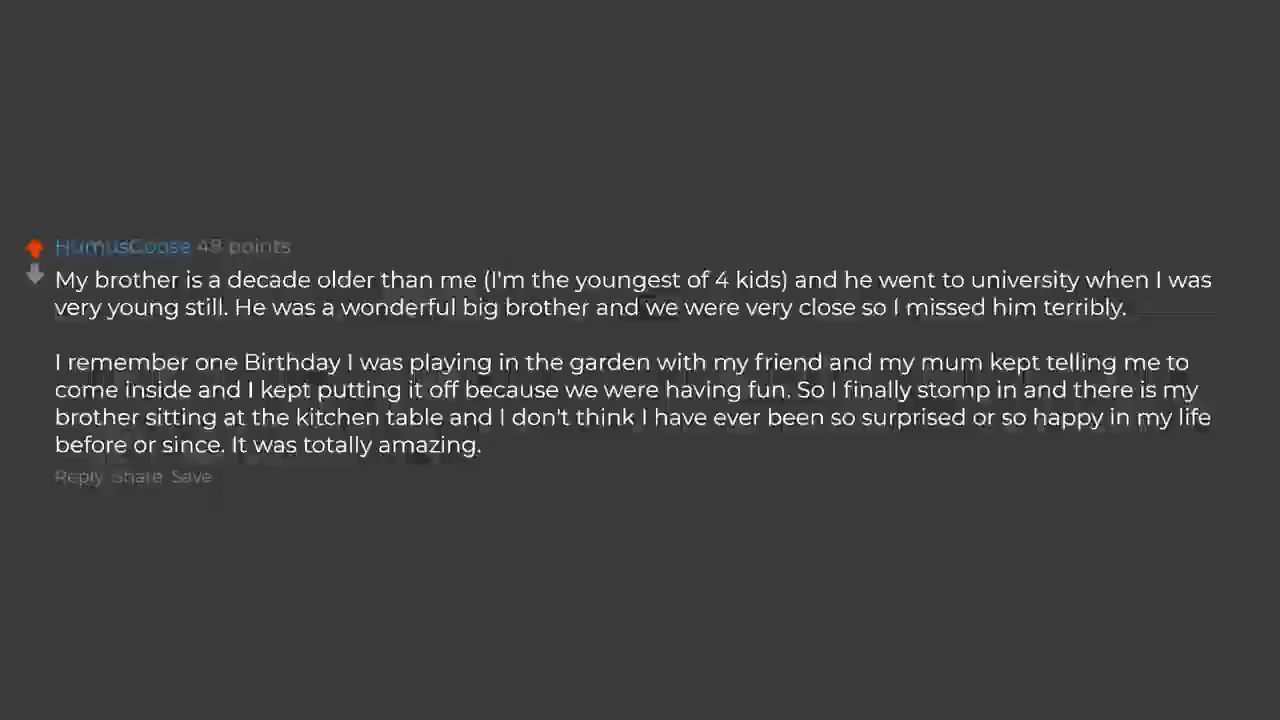 HumusGoose 48 points
My brother is a decade older than me (I'm the youngest of 4 kids) and he went to university when I was
very young still. He was a wonderful big brother and we were very close so I missed him terribly.
I remember one Birthday I was playing in the garden with my friend and my mum kept telling me to
come inside and I kept putting it off because we were having fun. So I finally stomp in and there is my
brother sitting at the kitchen table and I don't think I have ever been so surprised or so happy in my life
before or since. It was totally amazing.
Reply Share Save